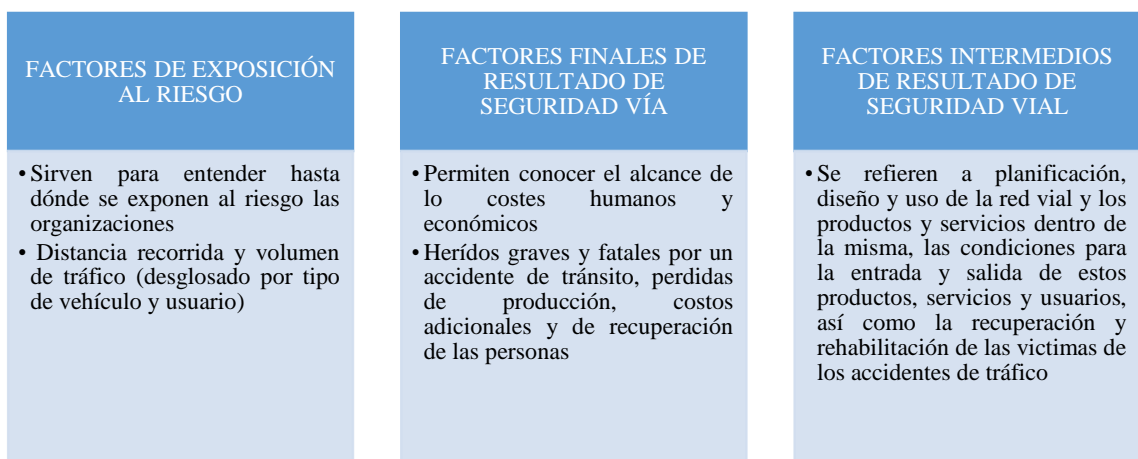 FACTORES DE EXPOSICIÓN
AL RIESGO
• Sirven para entender hasta
dónde se exponen al riesgo las
organizaciones
• Distancia recorrida y volumen
de tráfico (desglosado por tipo
de vehículo y usuario)
FACTORES FINALES DE
RESULTADO DE
SEGURIDAD VÍA
• Permiten conocer el alcance de
lo costes humanos y
económicos
• Herídos graves y fatales por un
accidente de tránsito, perdidas
de producción, costos
adicionales y de recuperación
de las personas
FACTORES INTERMEDIOS
DE RESULTADO DE
SEGURIDAD VIAL
• Se refieren a planificación,
diseño y uso de la red vial y los
productos y servicios dentro de
la misma, las condiciones para
la entrada y salida de estos
productos, servicios y usuarios,
así como la recuperación y
rehabilitación de las victimas de
los accidentes de tráfico